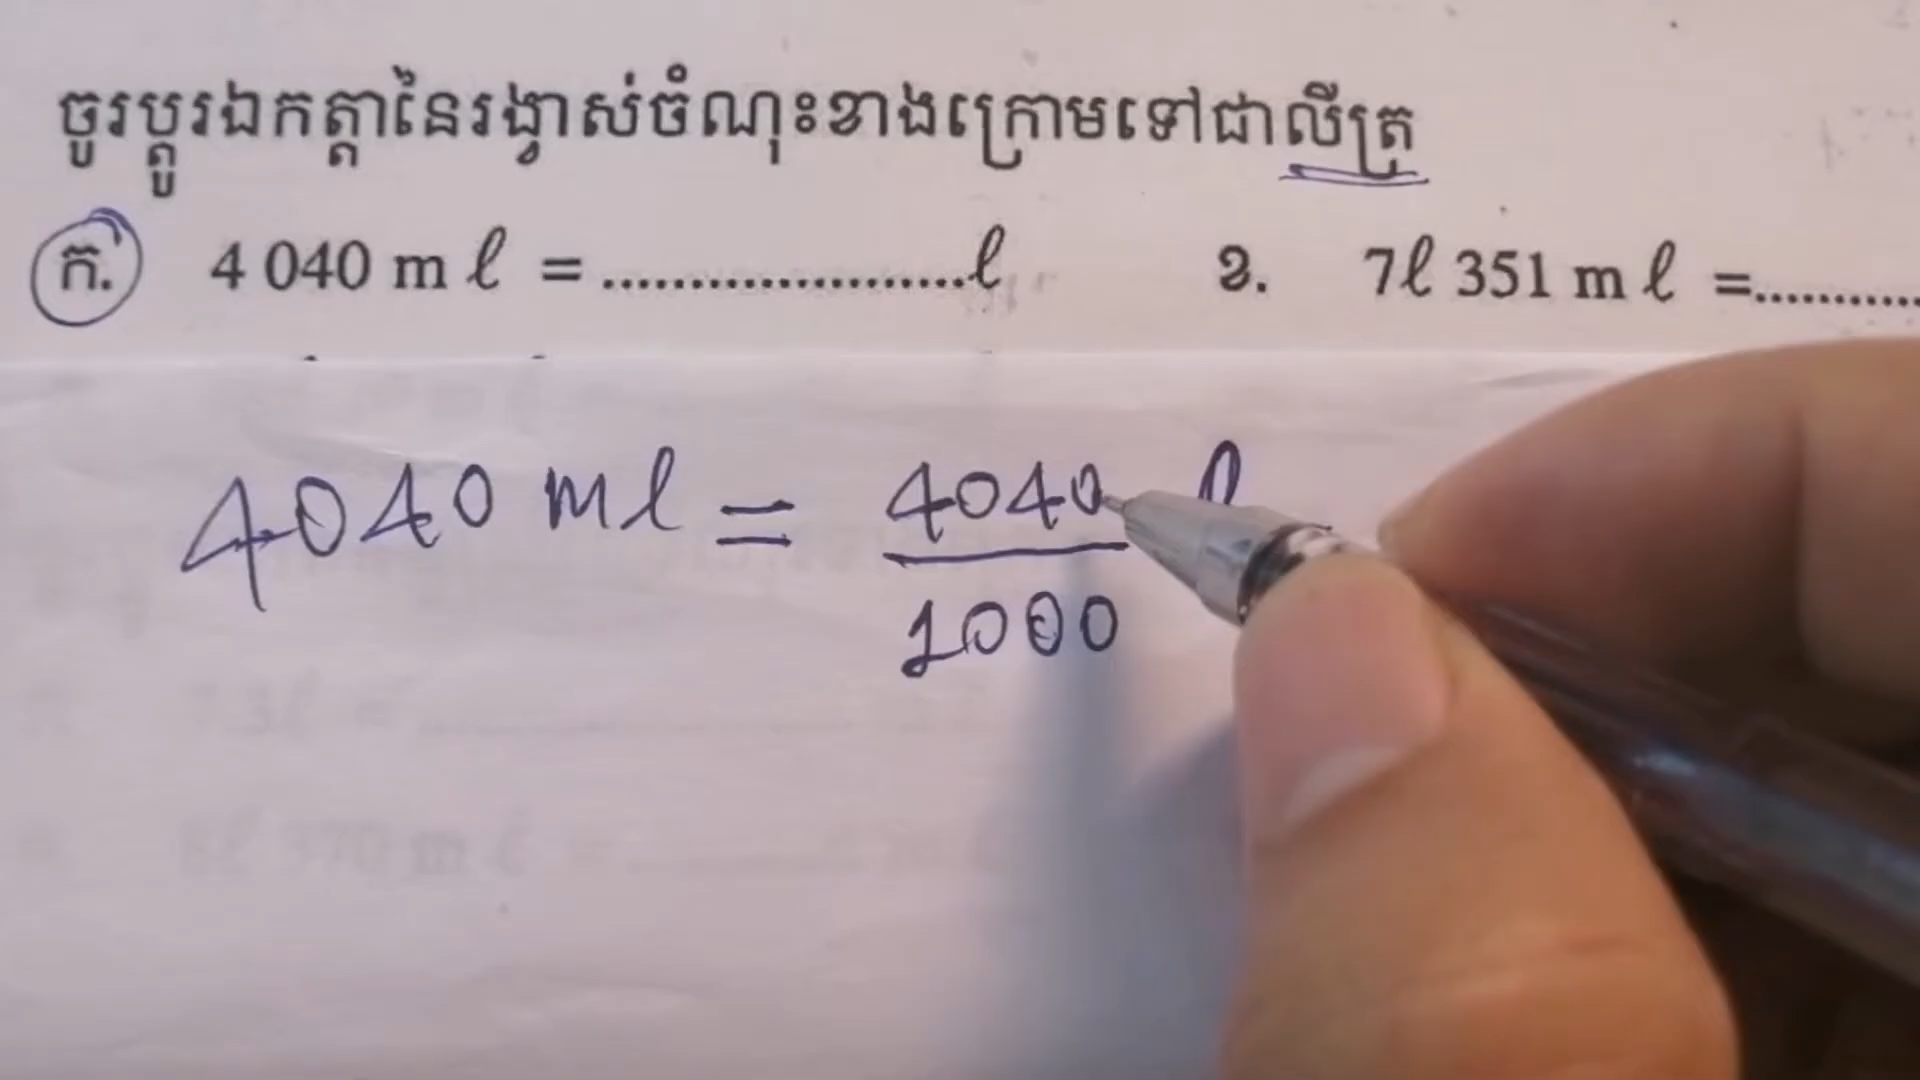 ចូរប្តូរឯកត្តានៃរង្វាស់ចំណុះខាងក្រោមទៅជាលីត្រ
ក. 4 040 m ℓ = .....................ℓ ខ. 7ℓ 351 m ℓ =............
4040 ml = 4040 l
1000